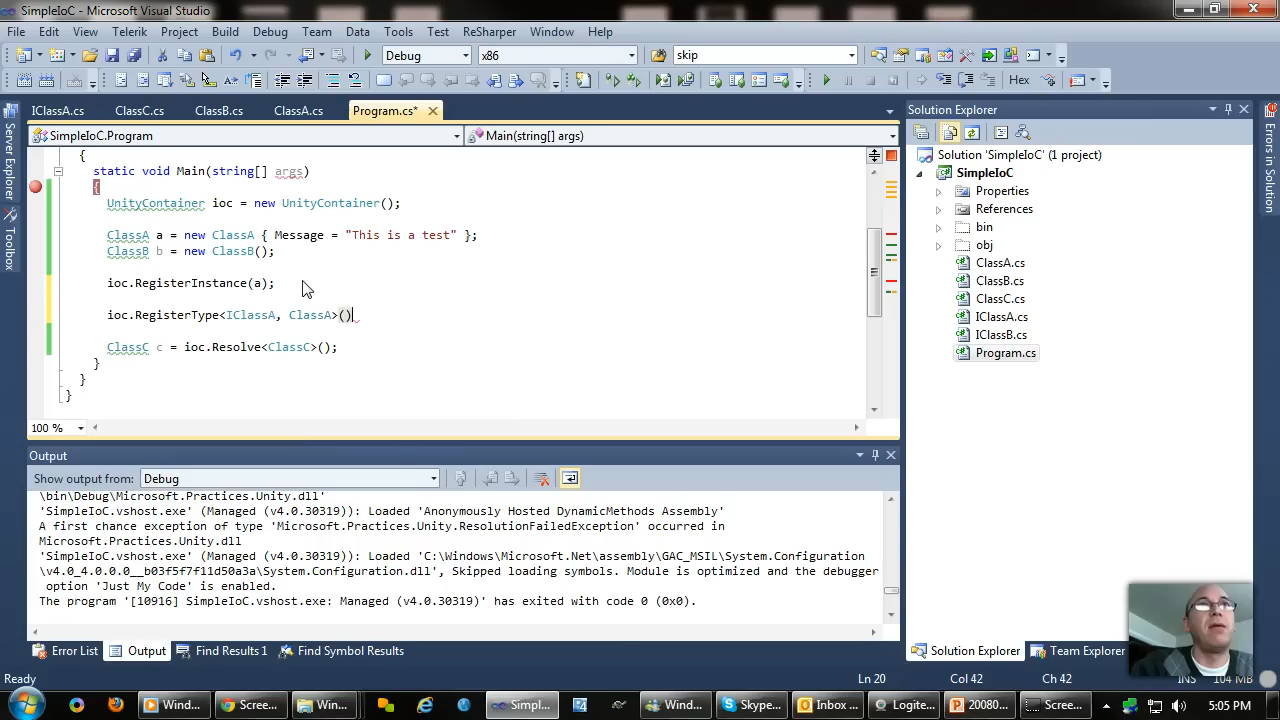 SimpleIoC - Microsoft Visual Studio
File Edit View Telerik Project Build Debug Team Data Tools Test ReSharper Window Help
Debug x86 skip
Hex
IClassA.cs ClassC.cs ClassB.cs ClassA.cs Program.cs*
SimpleIoC.Program Main(string[] args)
{
static void Main(string[] args)
{
UnityContainer ioc = new UnityContainer();
ClassA a = new ClassA { Message = "This is a test" };
ClassB b = new ClassB();
ioc.RegisterInstance(a);
ioc.RegisterType<IClassA, ClassA>()
ClassC c = ioc.Resolve<ClassC>();
}
}
}
100 %
Server Explorer
Toolbox
Output
Show output from: Debug
\bin\Debug\Microsoft.Practices.Unity.dll'
'SimpleIoC.vshost.exe' (Managed (v4.0.30319)): Loaded 'Anonymously Hosted DynamicMethods Assembly'
A first chance exception of type 'Microsoft.Practices.Unity.ResolutionFailedException' occurred in
Microsoft.Practices.Unity.dll
'SimpleIoC.vshost.exe' (Managed (v4.0.30319)): Loaded 'C:\Windows\Microsoft.Net\assembly\GAC_MSIL\System.Configuration
\v4.0_4.0.0.0__b03f5f7f11d50a3a\System.Configuration.dll', Skipped loading symbols. Module is optimized and the debugger
option 'Just My Code' is enabled.
The program '[10916] SimpleIoC.vshost.exe: Managed (v4.0.30319)' has exited with code 0 (0x0).
Error List Output Find Results 1 Find Symbol Results
Solution Explorer
Solution 'SimpleIoC' (1 project)
SimpleIoC
Properties
References
bin
obj
ClassA.cs
ClassB.cs
ClassC.cs
IClassA.cs
IClassB.cs
Program.cs
Errors in Solution
Solution Explorer Team Explorer
Ready Ln 20 Col 42 Ch 42 INS 104 MB
Wind... Scree... Win... Simpl... Wind... Skype... Inbox ... Logite... 20080... Scree... 5:05 PM